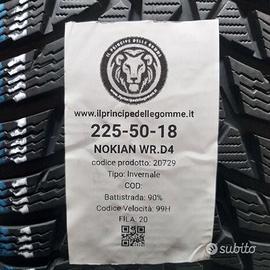 IL PRINCIPE DELLE GOMME
www.ilprincipedellegomme.it
225-50-18
NOKIAN WR.D4
codice prodotto: 20729
Tipo: Invernale
COD:
Battistrada: 90%
Codice Velocità: 99H
FILA: 20
subito